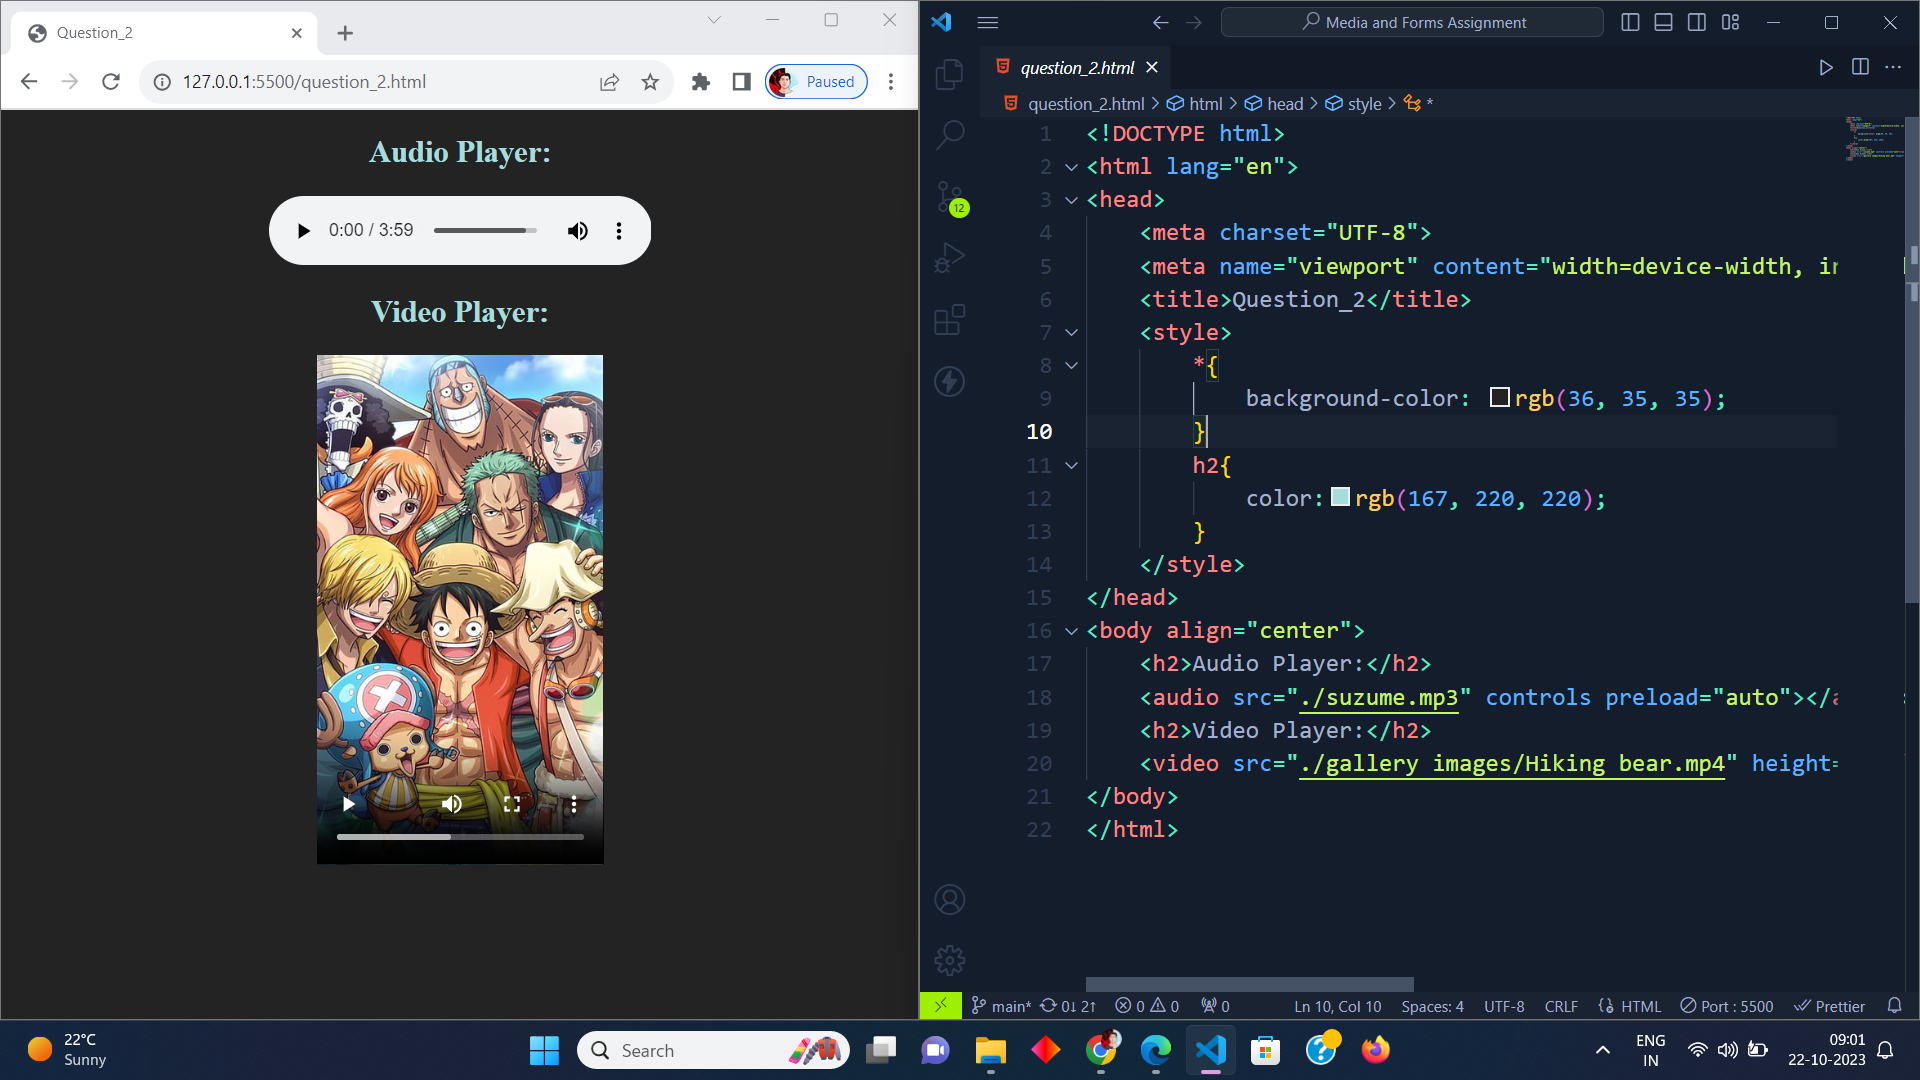 Question_2
127.0.0.1:5500/question_2.html
Paused
Audio Player:
0:00 / 3:59
Video Player:
Media and Forms Assignment
question_2.html
question_2.html > html > head > style > *
12
1 <!DOCTYPE html>
2 <html lang="en">
3 <head>
4 <meta charset="UTF-8">
5 <meta name="viewport" content="width=device-width,
6 <title>Question_2</title>
7 <style>
8 *{
9 background-color: rgb(36, 35, 35);
10 }
11 h2{
12 color: rgb(167, 220, 220);
13 }
14 </style>
15 </head>
16 <body align="center">
17 <h2>Audio Player:</h2>
18 <audio src="./suzume.mp3" controls preload="auto"></a
19 <h2>Video Player:</h2>
20 <video src="./gallery images/Hiking bear.mp4" height=
21 </body>
22 </html>
main* 0↓ 2↑ 0 0 0 Ln 10, Col 10 Spaces: 4 UTF-8 CRLF HTML Port : 5500 Prettier
22°C
Sunny
Search
ENG
IN
09:01
22-10-2023